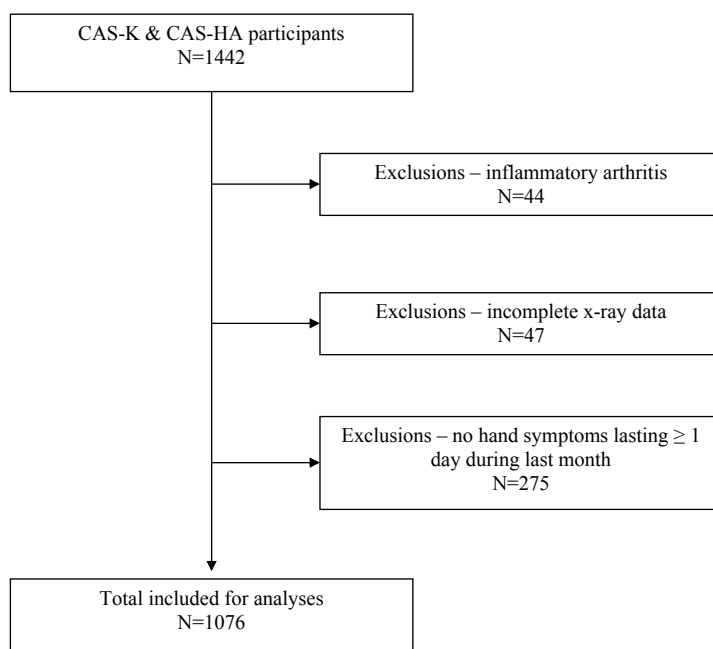 CAS-K & CAS-HA participants
N=1442
Exclusions – inflammatory arthritis
N=44
Exclusions – incomplete x-ray data
N=47
Exclusions – no hand symptoms lasting ≥ 1
day during last month
N=275
Total included for analyses
N=1076